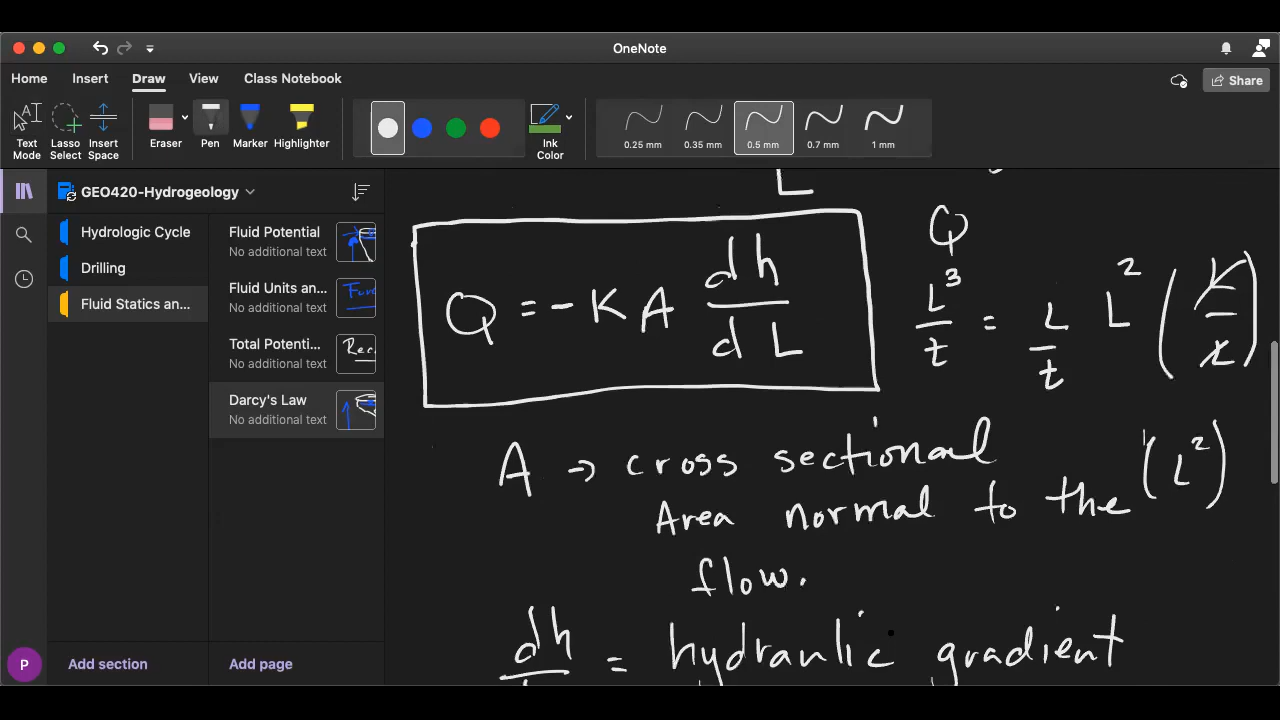 OneNote
Home Insert Draw View Class Notebook
Share
Text Mode
Lasso Select
Insert Space
Eraser
Pen
Marker
Highlighter
Ink Color
0.25 mm
0.35 mm
0.5 mm
0.7 mm
1 mm
GEO420-Hydrogeology
Hydrologic Cycle
Drilling
Fluid Statics an...
Add section
P
Fluid Potential
No additional text
Fluid Units an...
No additional text
Total Potenti...
No additional text
Rec
Darcy's Law
No additional text
Add page
L
Q = - K A dh/dL
Q
L³/t = L/t L² (L/L)
A → cross sectional
Area normal to the (L²)
flow.
dh = hydraulic gradient